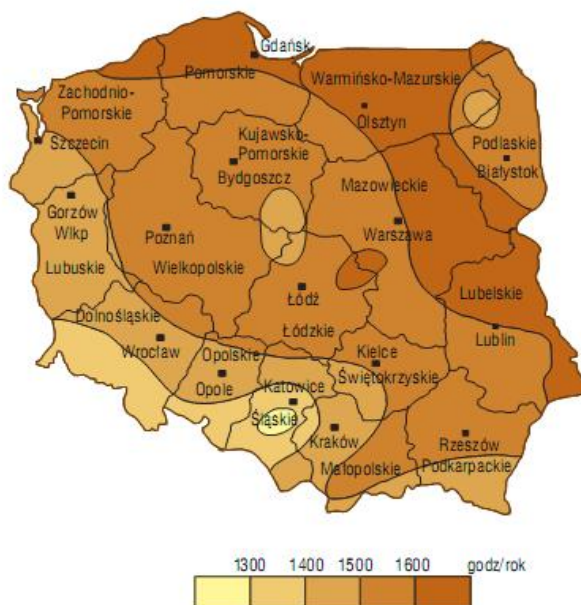 Gdańsk
Pomorskie
Warmińsko-Mazurskie
Zachodnio-
Pomorskie
Olsztyn
Kujawsko-
Pomorskie
Podlaskie
Szczecin
Białystok
Bydgoszcz
Mazowieckie
Gorzów
Wlkp
Poznań
Warszawa
Lubuskie
Wielkopolskie
Łódź
Lubelskie
Dolnośląskie
Łódzkie
Lublin
Wrocław
Opolskie
Kielce
Opole
Katowice
Świętokrzyskie
Śląskie
Kraków
Rzeszów
Małopolskie
Podkarpackie
1300 1400 1500 1600 godz/rok